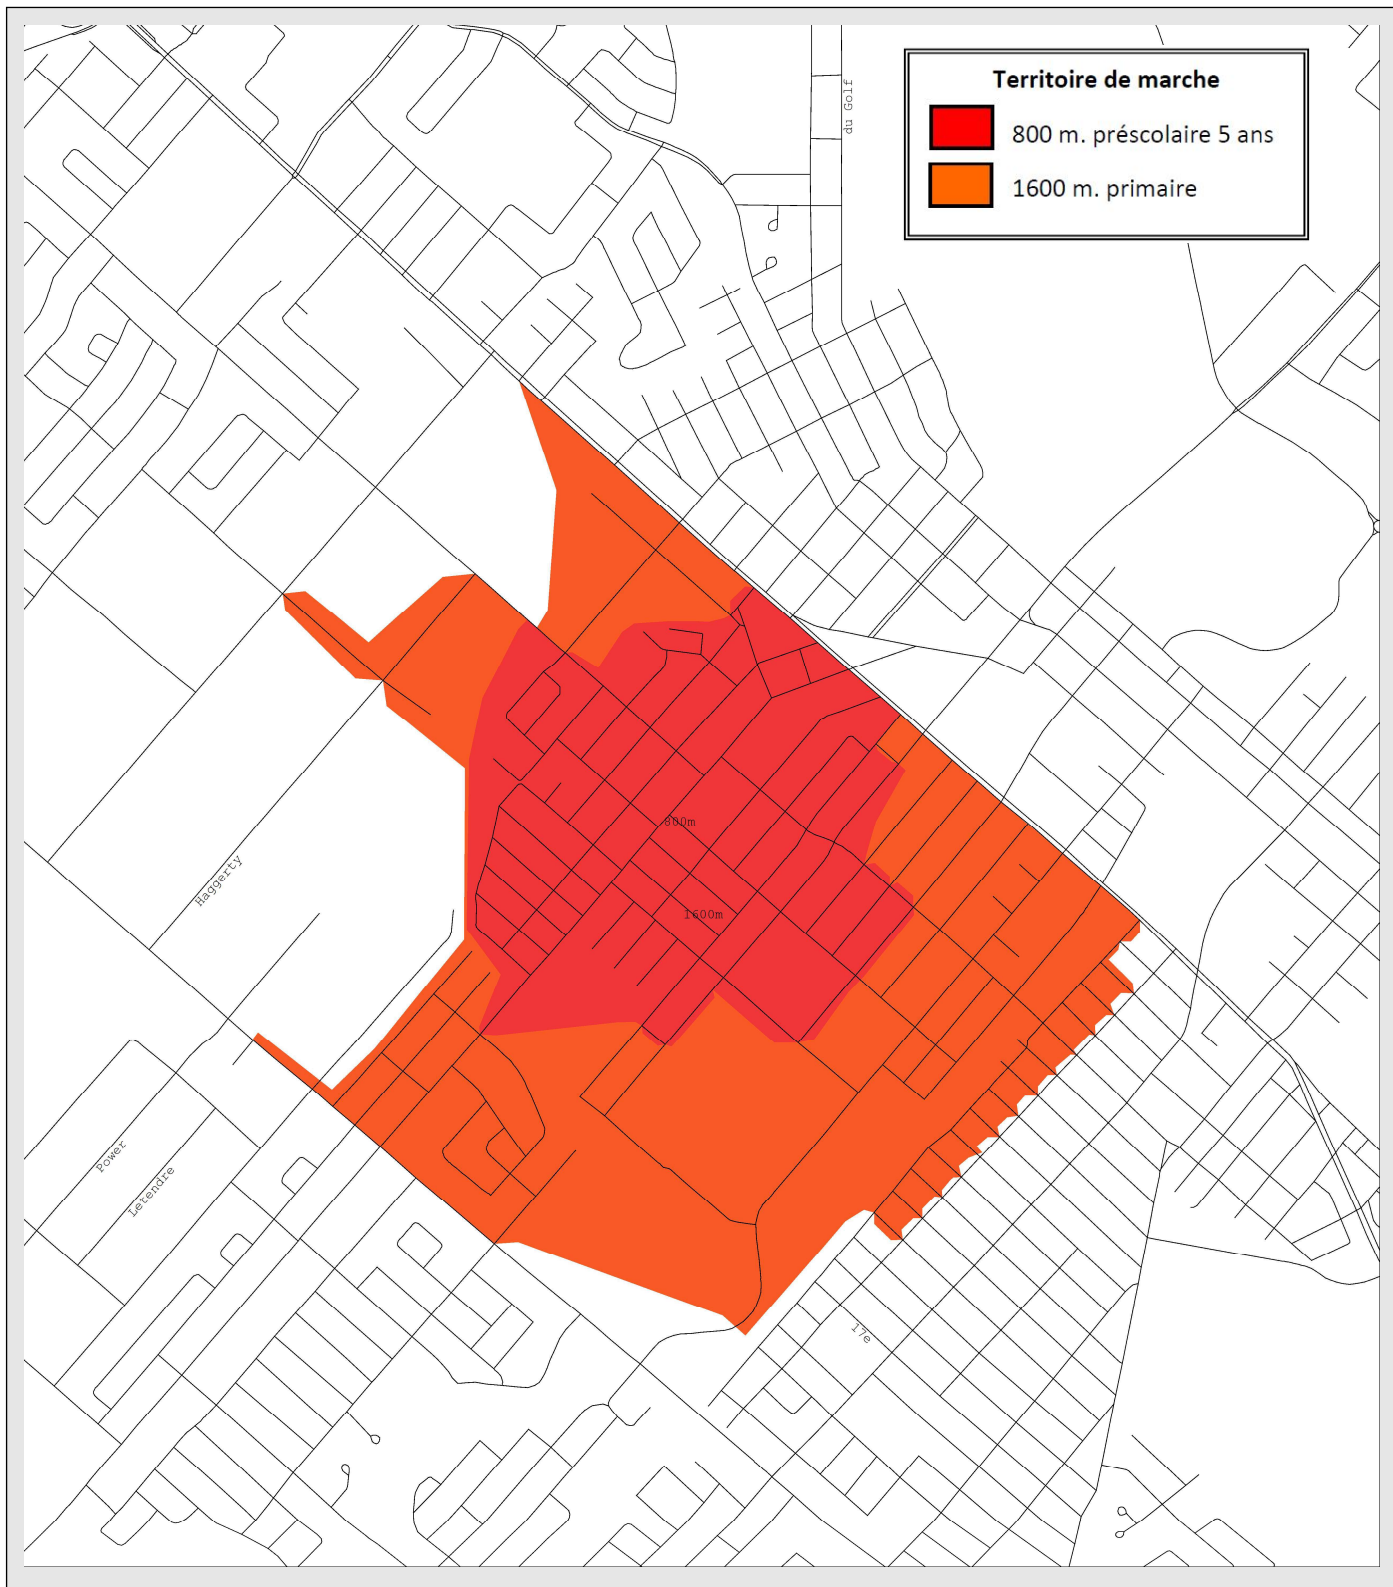 Territoire de marche
800 m. préscolaire 5 ans
1600 m. primaire
du Golf
800m
1600m
Haggerty
Power
Letendre
17e